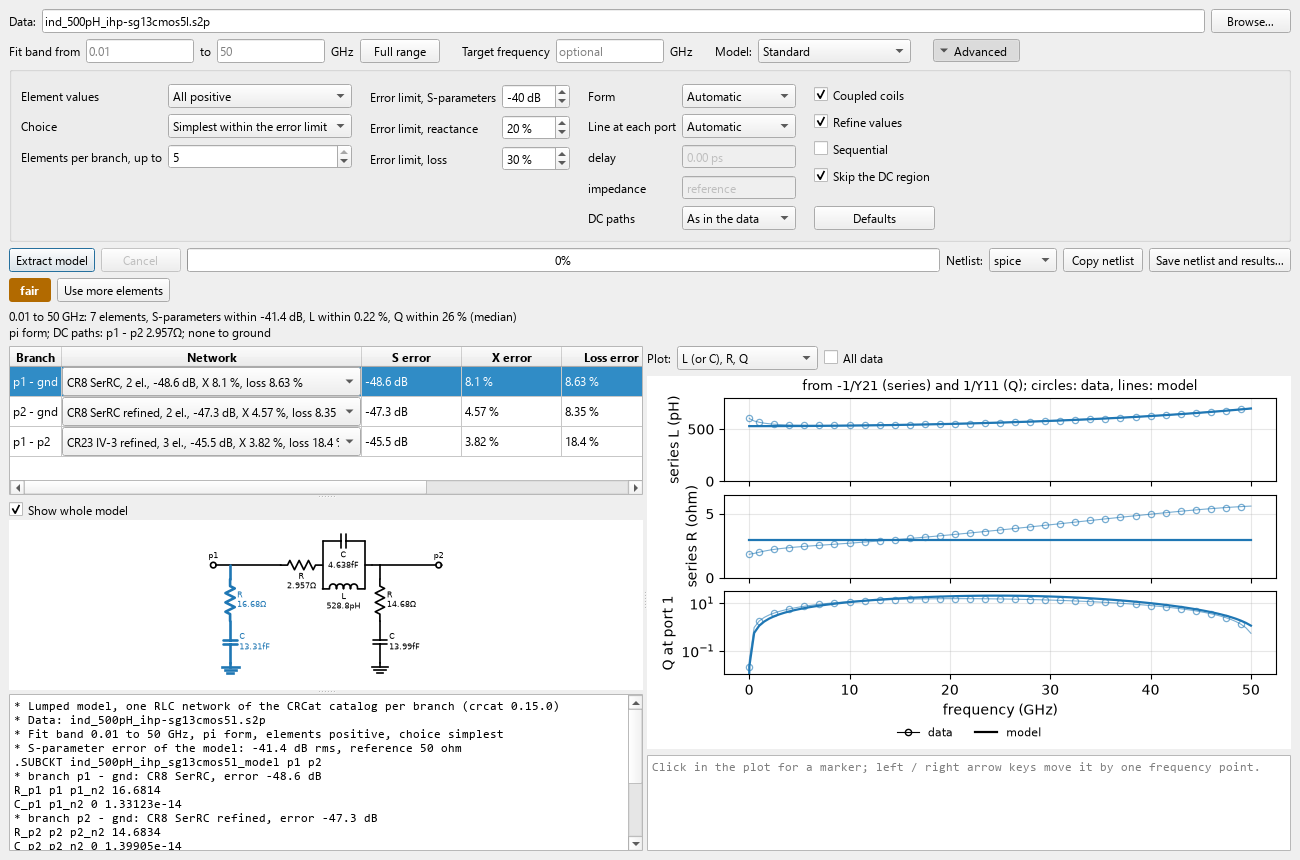 Data: ind_500pH_ihp-sg13cmos5l.s2p Browse...
Fit band from 0.01 to 50 GHz Full range Target frequency optional GHz Model: Standard Advanced
Element values All positive Error limit, S-parameters -40 dB Form Automatic Coupled coils
Choice Simplest within the error limit Error limit, reactance 20 % Line at each port Automatic Refine values
Elements per branch, up to 5 Error limit, loss 30 % delay 0.00 ps Sequential
impedance reference Skip the DC region
DC paths As in the data Defaults
Extract model Cancel 0% Netlist: spice Copy netlist Save netlist and results...
fair Use more elements
0.01 to 50 GHz: 7 elements, S-parameters within -41.4 dB, L within 0.22 %, Q within 26 % (median)
pi form; DC paths: p1 - p2 2.957Ω; none to ground
Branch Network S error X error Loss error
p1 - gnd CR8 SerRC, 2 el., -48.6 dB, X 8.1 %, loss 8.63 % -48.6 dB 8.1 % 8.63 %
p2 - gnd CR8 SerRC refined, 2 el., -47.3 dB, X 4.57 %, loss 8.35 -47.3 dB 4.57 % 8.35 %
p1 - p2 CR23 IV-3 refined, 3 el., -45.5 dB, X 3.82 %, loss 18.4 % -45.5 dB 3.82 % 18.4 %
Show whole model
p1
C
4.638fF
R
2.957Ω
L
528.8pH
p2
R
16.68Ω
C
13.31fF
R
14.68Ω
C
13.99fF
* Lumped model, one RLC network of the CRCat catalog per branch (crcat 0.15.0)
* Data: ind_500pH_ihp-sg13cmos5l.s2p
* Fit band 0.01 to 50 GHz, pi form, elements positive, choice simplest
* S-parameter error of the model: -41.4 dB rms, reference 50 ohm
.SUBCKT ind_500pH_ihp_sg13cmos5l_model p1 p2
* branch p1 - gnd: CR8 SerRC, error -48.6 dB
R_p1 p1 p1_n2 16.6814
C_p1 p1_n2 0 1.33123e-14
* branch p2 - gnd: CR8 SerRC refined, error -47.3 dB
R_p2 p2 p2_n2 14.6834
C_p2 p2_n2 0 1.39905e-14
Plot: L (or C), R, Q All data
from -1/Y21 (series) and 1/Y11 (Q); circles: data, lines: model
series L (pH)
500
0
series R (ohm)
5
0
Q at port 1
10¹
10⁻¹
0 10 20 30 40 50
frequency (GHz)
data model
Click in the plot for a marker; left / right arrow keys move it by one frequency point.